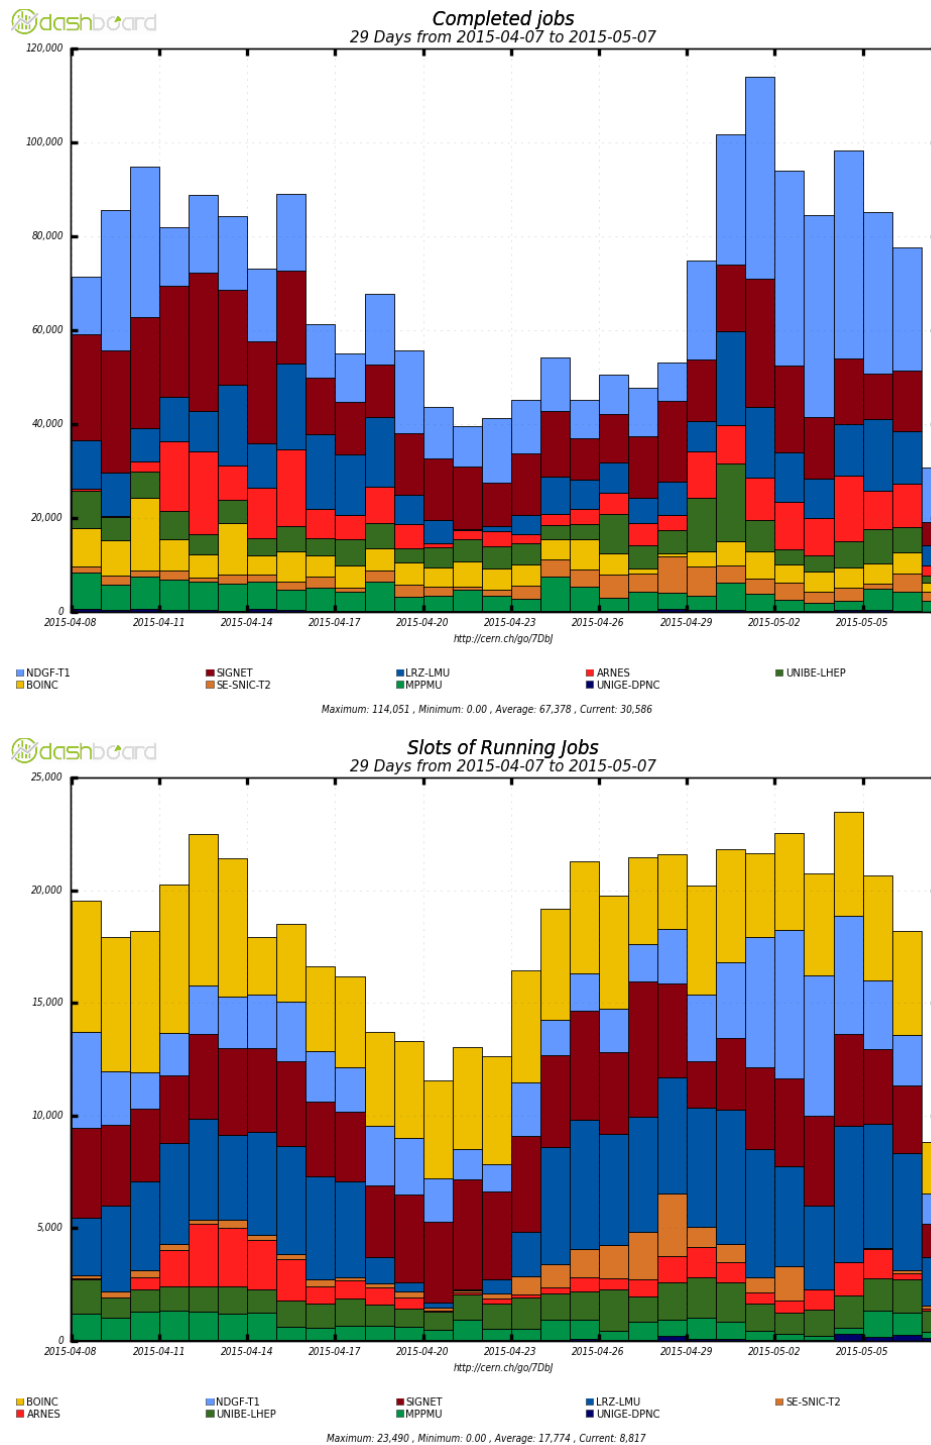 dashboard
Completed jobs
29 Days from 2015-04-07 to 2015-05-07
120,000
100,000
80,000
60,000
40,000
20,000
0
2015-04-08 2015-04-11 2015-04-14 2015-04-17 2015-04-20 2015-04-23 2015-04-26 2015-04-29 2015-05-02 2015-05-05
http://cern.ch/go/7DbJ
NDGF-T1 SIGNET LRZ-LMU ARNES UNIBE-LHEP
BOINC SE-SNIC-T2 MPPMU UNIGE-DPNC
Maximum: 114,051 , Minimum: 0.00 , Average: 67,378 , Current: 30,586
dashboard
Slots of Running Jobs
29 Days from 2015-04-07 to 2015-05-07
25,000
20,000
15,000
10,000
5,000
0
2015-04-08 2015-04-11 2015-04-14 2015-04-17 2015-04-20 2015-04-23 2015-04-26 2015-04-29 2015-05-02 2015-05-05
http://cern.ch/go/7DbJ
BOINC NDGF-T1 SIGNET LRZ-LMU SE-SNIC-T2
ARNES UNIBE-LHEP MPPMU UNIGE-DPNC
Maximum: 23,490 , Minimum: 0.00 , Average: 17,774 , Current: 8,817